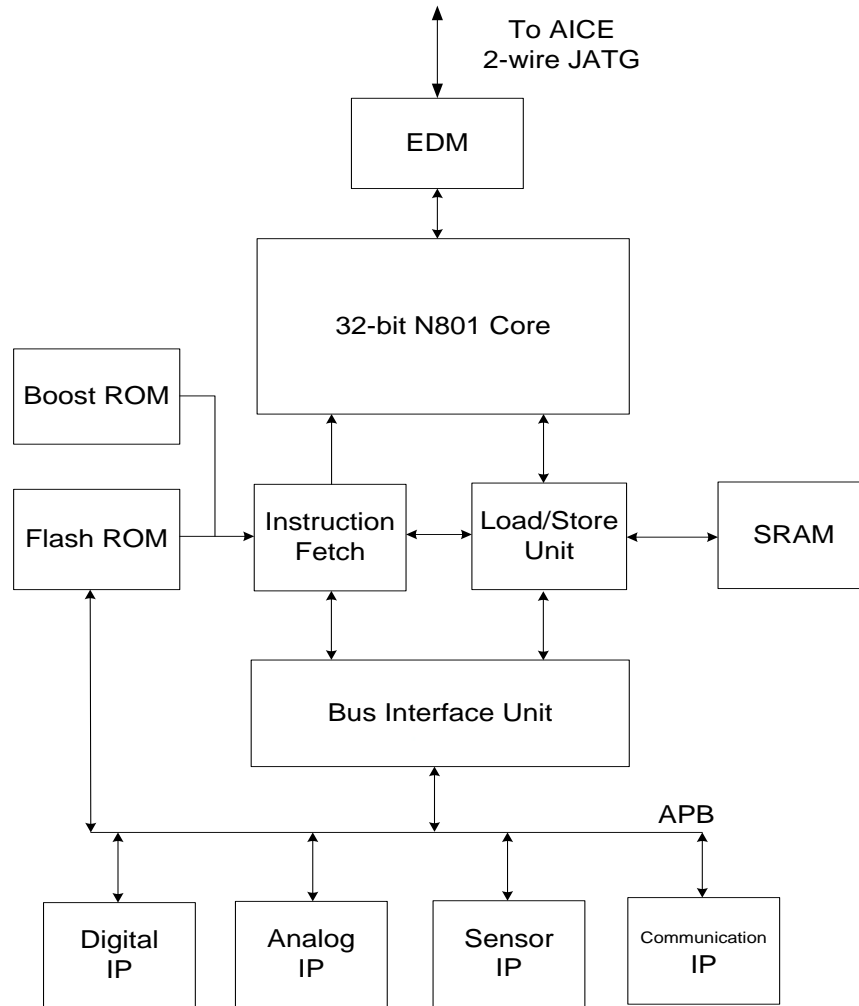 To AICE
2-wire JATG
EDM
32-bit N801 Core
Boost ROM
Flash ROM
Instruction
Fetch
Load/Store
Unit
SRAM
Bus Interface Unit
APB
Digital
IP
Analog
IP
Sensor
IP
Communication
IP